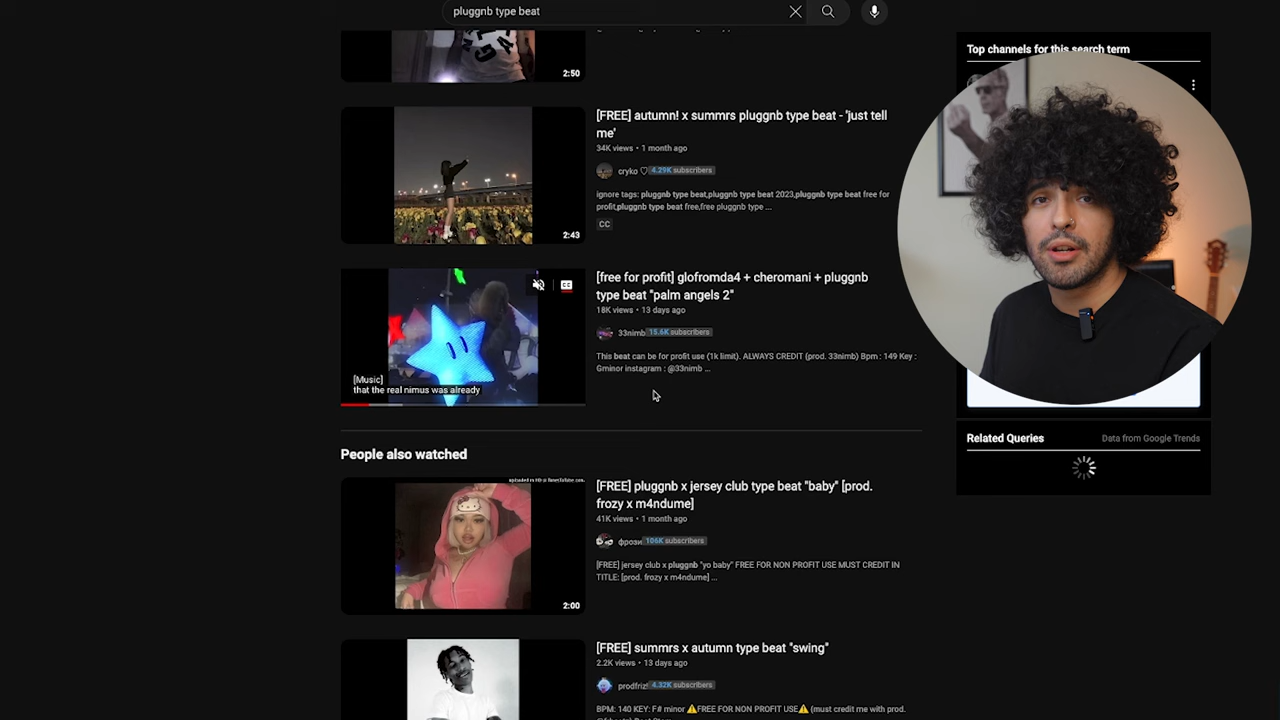 pluggnb type beat
2:50
Top channels for this search term
[FREE] autumn! x summrs pluggnb type beat - 'just tell
me'
34K views • 1 month ago
cryko ♡ 4.29K subscribers
ignore tags: pluggnb type beat,pluggnb type beat 2023,pluggnb type beat free for
profit,pluggnb type beat free,free pluggnb type ...
CC
2:43
[free for profit] glofromda4 + cheromani + pluggnb
type beat "palm angels 2"
18K views • 13 days ago
33nimb 15.6K subscribers
This beat can be for profit use (1k limit). ALWAYS CREDIT (prod. 33nimb) Bpm : 149 Key :
Gminor instagram : @33nimb ...
CC
[Music]
that the real nimus was already
Related Queries Data from Google Trends
People also watched
[FREE] pluggnb x jersey club type beat "baby" [prod.
frozy x m4ndume]
41K views • 1 month ago
фрози 106K subscribers
[FREE] jersey club x pluggnb "yo baby" FREE FOR NON PROFIT USE MUST CREDIT IN
TITLE: [prod. frozy x m4ndume] ...
2:00
[FREE] summrs x autumn type beat "swing"
2.2K views • 13 days ago
prodfriz! 4.32K subscribers
BPM: 140 KEY: F# minor ⚠️FREE FOR NON PROFIT USE⚠️ (must credit me with prod.